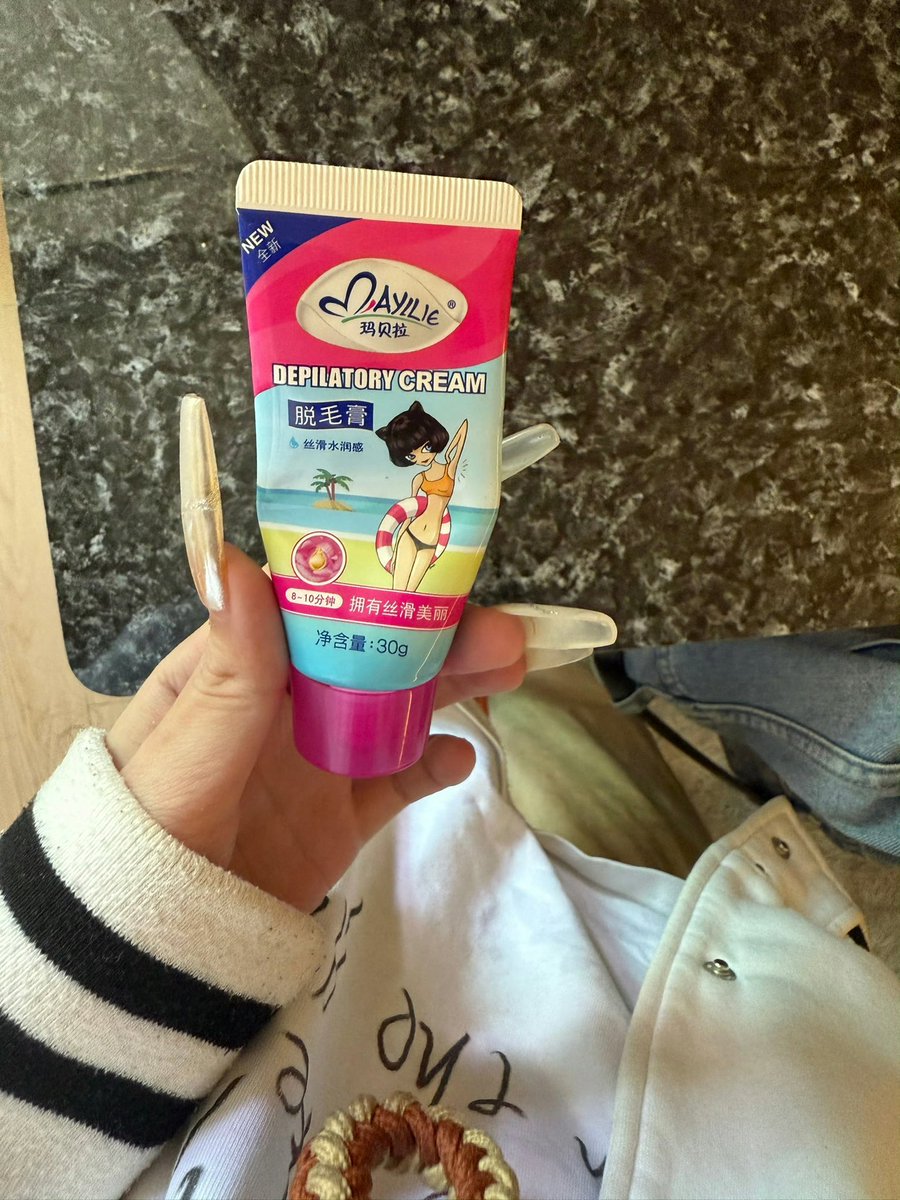 NEW
全新
MAYLLIE®
玛贝拉
DEPILATORY CREAM
脱毛膏
丝滑水润感
8~10分钟 拥有丝滑美丽
净含量:30g